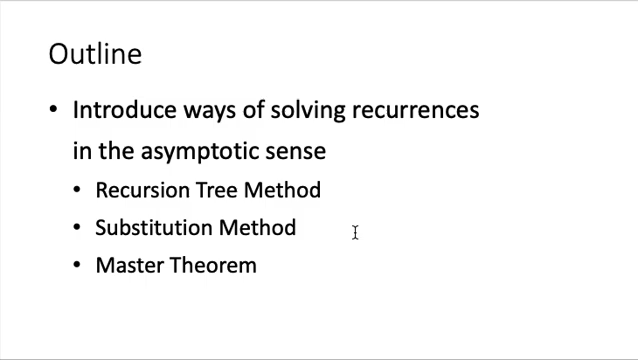 Outline
• Introduce ways of solving recurrences
in the asymptotic sense
• Recursion Tree Method
• Substitution Method
• Master Theorem